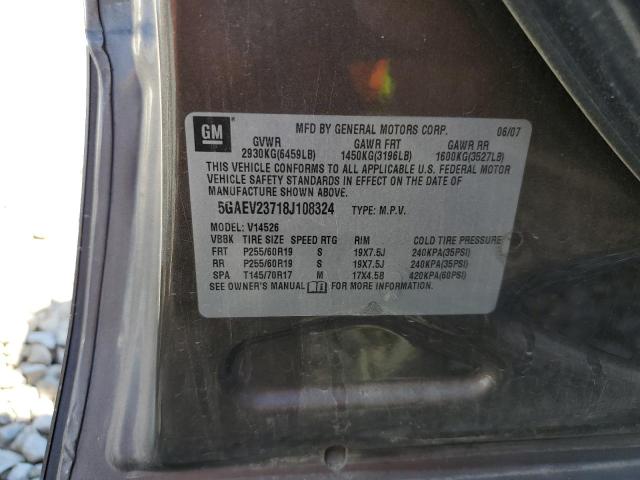 GM
MFD BY GENERAL MOTORS CORP. 06/07
GVWR GAWR FRT GAWR RR
2930KG(6459LB) 1450KG(3196LB) 1600KG(3527LB)
THIS VEHICLE CONFORMS TO ALL APPLICABLE U.S. FEDERAL MOTOR
VEHICLE SAFETY STANDARDS IN EFFECT ON THE DATE OF
MANUFACTURE SHOWN ABOVE.
5GAEV23718J108324 TYPE: M.P.V.
MODEL: V14526
VBBK TIRE SIZE SPEED RTG RIM COLD TIRE PRESSURE
FRT P255/60R19 S 19X7.5J 240KPA(35PSI)
RR P255/60R19 S 19X7.5J 240KPA(35PSI)
SPA T145/70R17 M 17X4.5B 420KPA(60PSI)
SEE OWNER'S MANUAL FOR MORE INFORMATION.